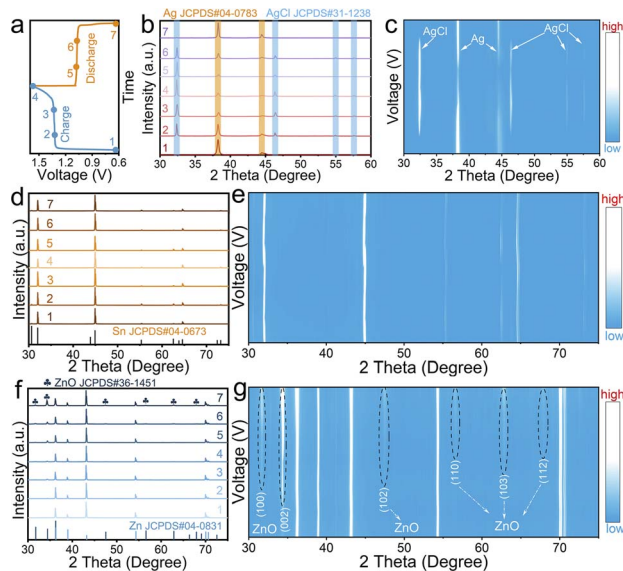 a
7
6
5
Discharge
4
3
2
Charge
1
1.5 1.2 0.9 0.6
Voltage (V)
Time
b
Ag JCPDS#04-0783 AgCl JCPDS#31-1238
7
6
5
4
3
2
1
Intensity (a.u.)
30 35 40 45 50 55 60
2 Theta (Degree)
c
AgCl
Ag
AgCl
Voltage (V)
30 35 40 45 50 55 60
2 Theta (Degree)
high
low
d
7
6
5
4
3
2
1
Sn JCPDS#04-0673
Intensity (a.u.)
30 40 50 60 70
2 Theta (Degree)
e
Voltage (V)
30 40 50 60 70
2 Theta (Degree)
high
low
f
♣ ZnO JCPDS#36-1451
7
6
5
4
3
2
1
Zn JCPDS#04-0831
Intensity (a.u.)
30 40 50 60 70
2 Theta (Degree)
g
(100)
(002)
(102)
(110)
(103)
(112)
ZnO
ZnO
ZnO
Voltage (V)
30 40 50 60 70
2 Theta (Degree)
high
low